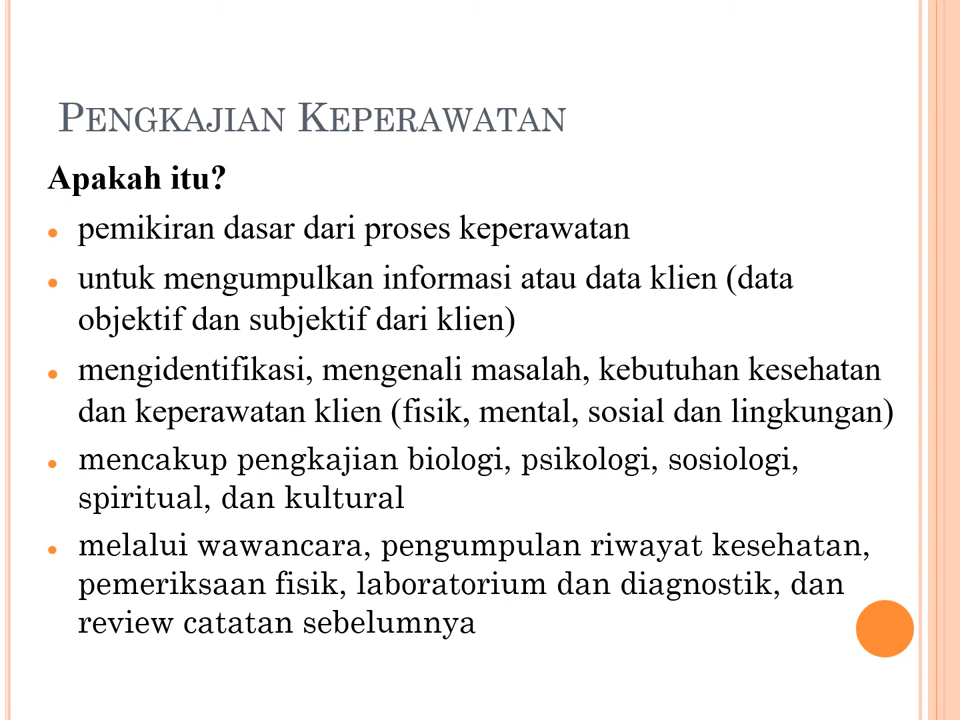 PENGKAJIAN KEPERAWATAN
Apakah itu?
• pemikiran dasar dari proses keperawatan
• untuk mengumpulkan informasi atau data klien (data
objektif dan subjektif dari klien)
• mengidentifikasi, mengenali masalah, kebutuhan kesehatan
dan keperawatan klien (fisik, mental, sosial dan lingkungan)
• mencakup pengkajian biologi, psikologi, sosiologi,
spiritual, dan kultural
• melalui wawancara, pengumpulan riwayat kesehatan,
pemeriksaan fisik, laboratorium dan diagnostik, dan
review catatan sebelumnya